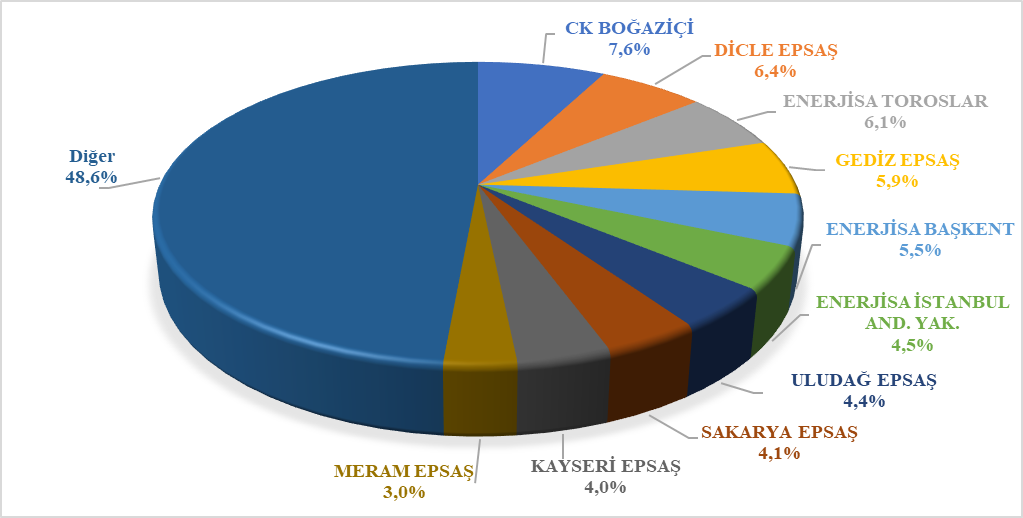 CK BOĞAZİÇİ
7,6%
DİCLE EPSAŞ
6,4%
ENERJİSA TOROSLAR
6,1%
GEDİZ EPSAŞ
5,9%
ENERJİSA BAŞKENT
5,5%
ENERJİSA İSTANBUL
AND. YAK.
4,5%
ULUDAĞ EPSAŞ
4,4%
SAKARYA EPSAŞ
4,1%
KAYSERİ EPSAŞ
4,0%
MERAM EPSAŞ
3,0%
Diğer
48,6%